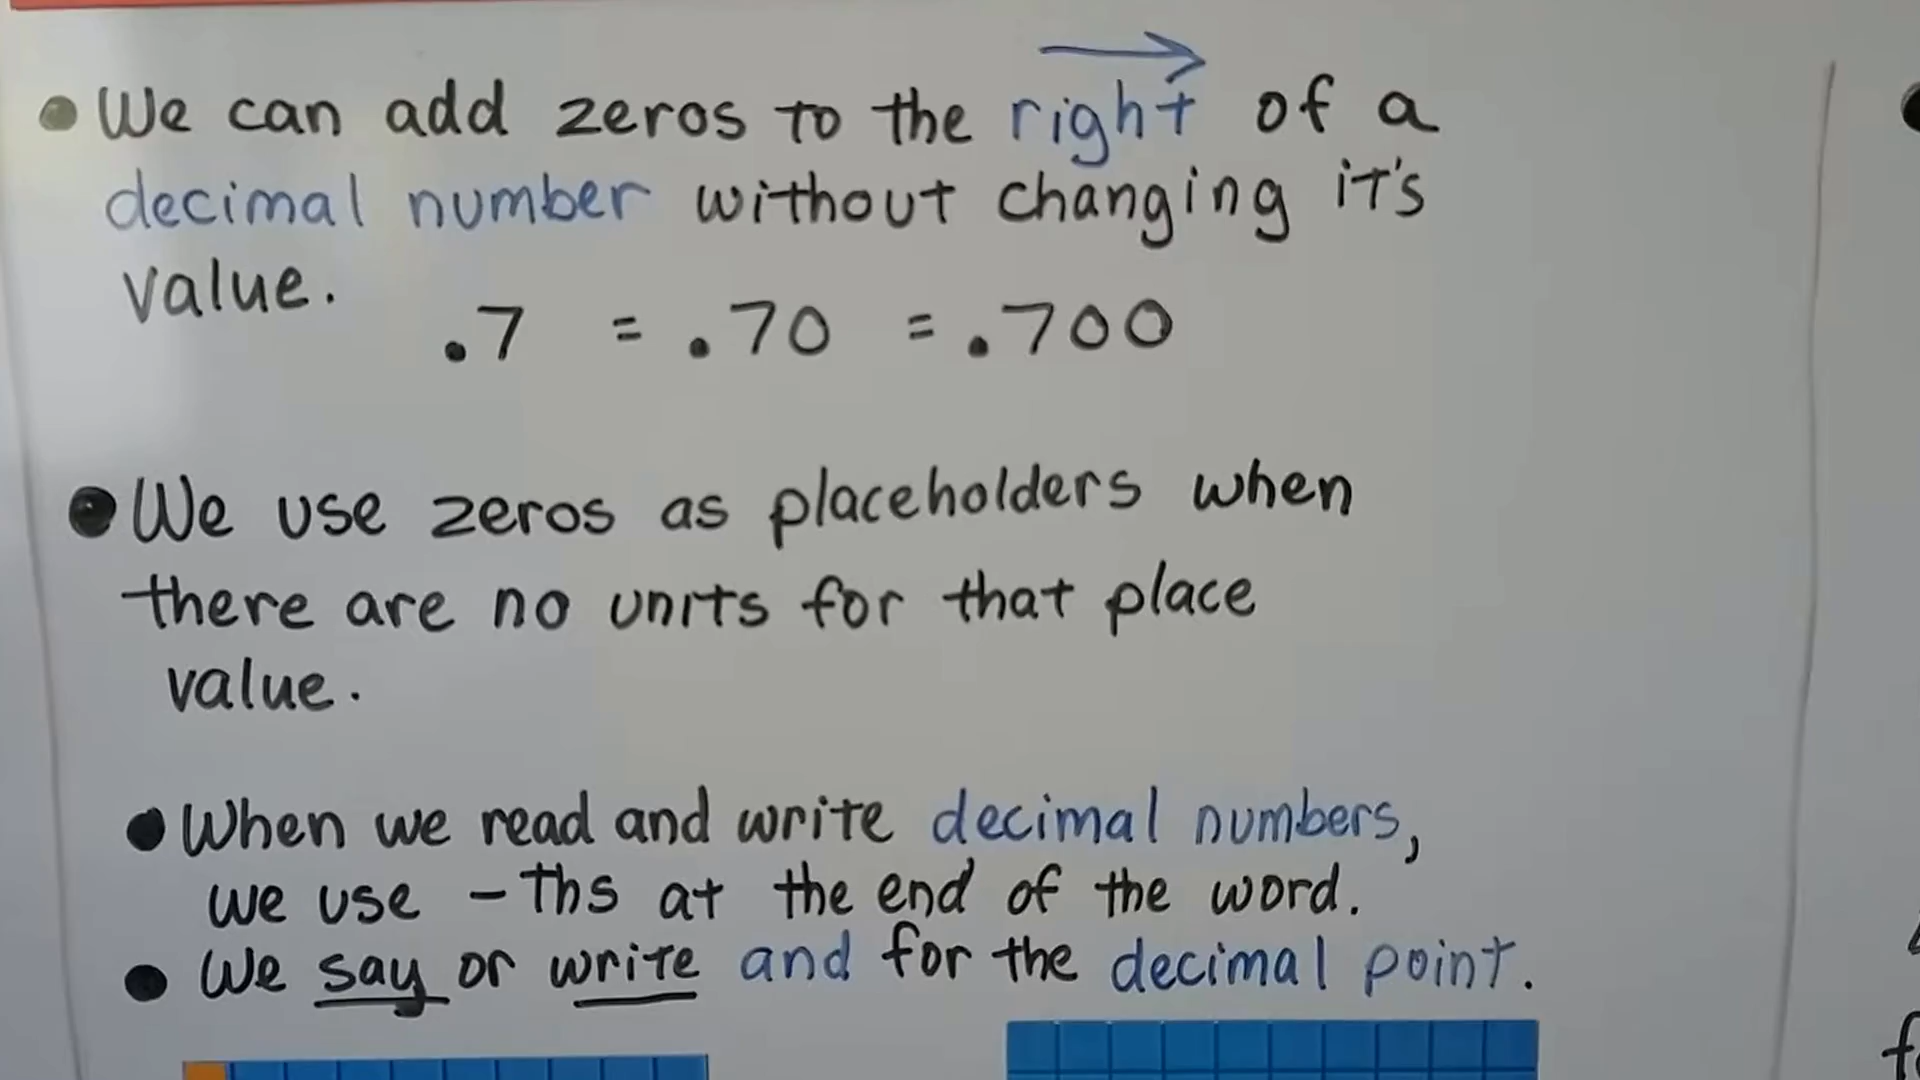 • We can add zeros to the right of a
decimal number without changing it's
value.
.7 = .70 = .700
• We use zeros as placeholders when
there are no units for that place
value.
• When we read and write decimal numbers,
we use -ths at the end of the word.
• We say or write and for the decimal point.